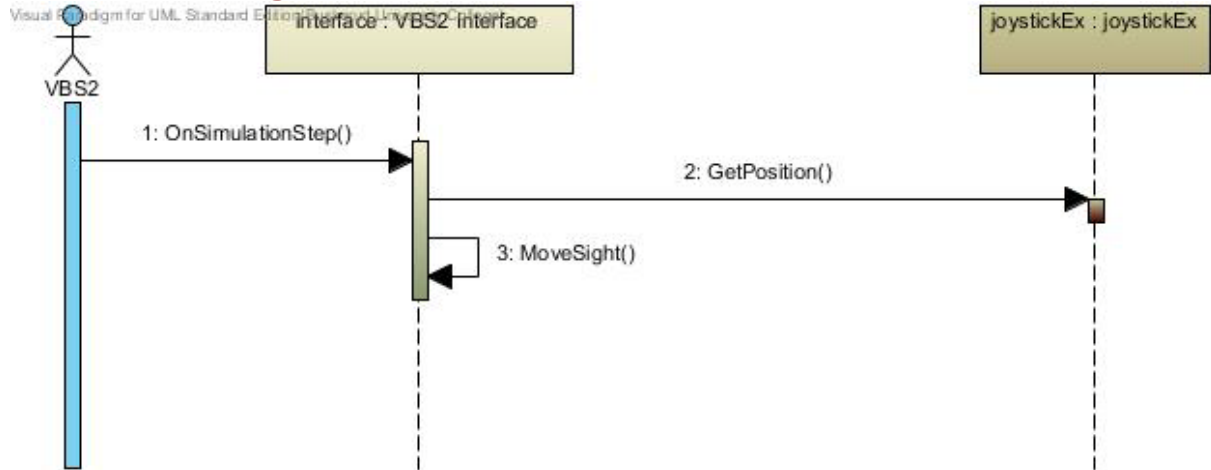 Visual Paradigm for UML Standard Edition
interface : VBS2 Interface
joystickEx : joystickEx
VBS2
1: OnSimulationStep()
2: GetPosition()
3: MoveSight()